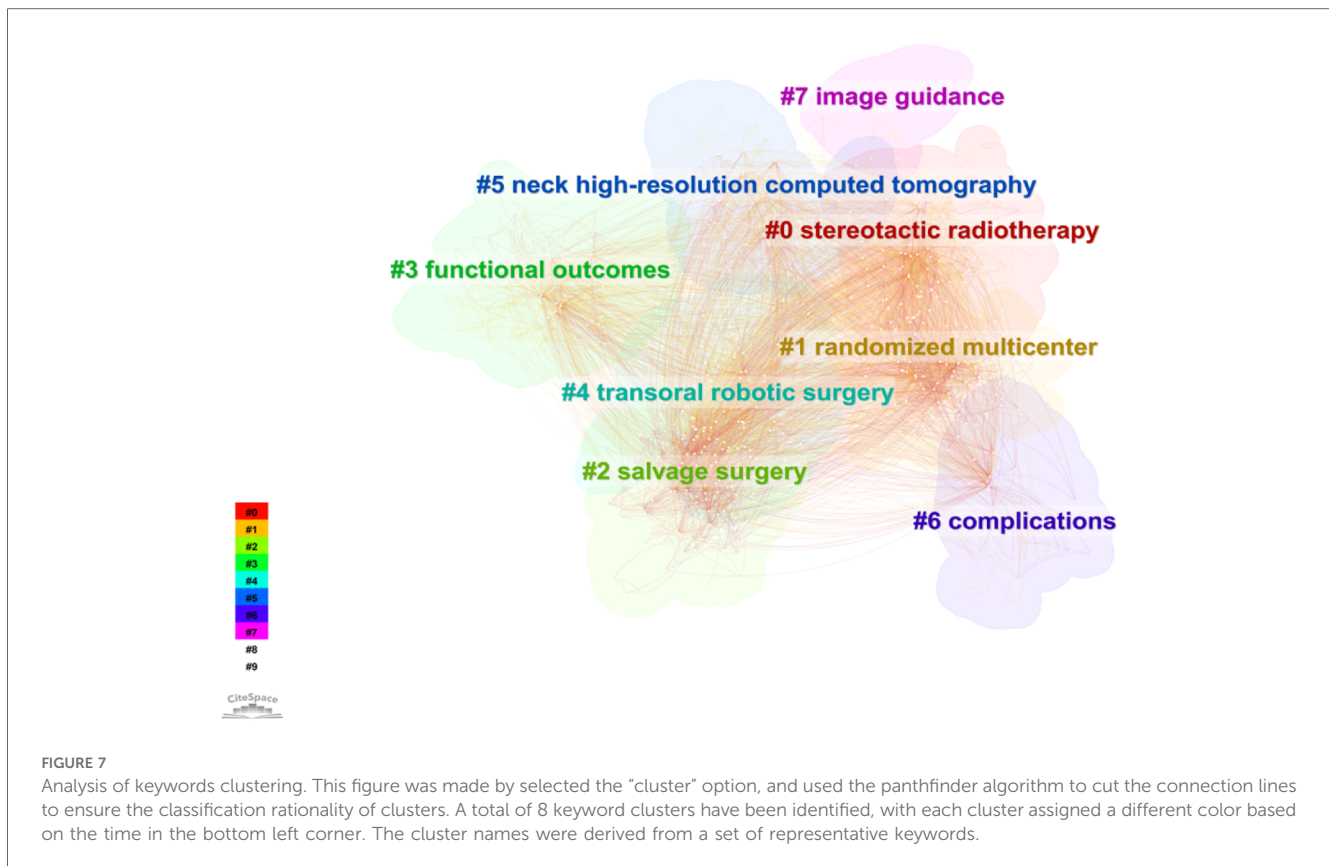 #7 image guidance
#5 neck high-resolution computed tomography
#0 stereotactic radiotherapy
#3 functional outcomes
#1 randomized multicenter
#4 transoral robotic surgery
#2 salvage surgery
#6 complications
#0
#1
#2
#3
#4
#5
#6
#7
#8
#9
CiteSpace
FIGURE 7
Analysis of keywords clustering. This figure was made by selected the “cluster” option, and used the panthfinder algorithm to cut the connection lines
to ensure the classification rationality of clusters. A total of 8 keyword clusters have been identified, with each cluster assigned a different color based
on the time in the bottom left corner. The cluster names were derived from a set of representative keywords.